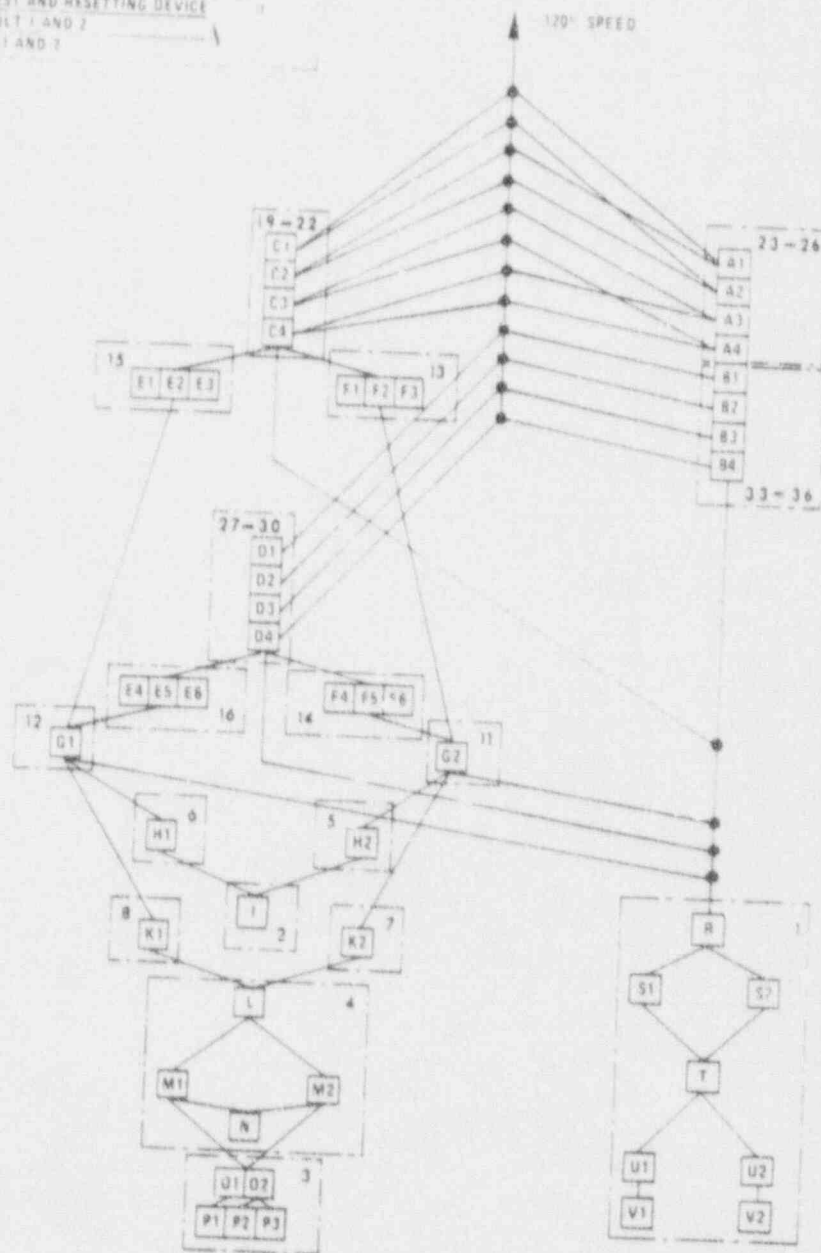 AND RESETTING DEVICE
1 AND 2
1 AND 2
120% SPEED
19-22
C1
C2
C3
C4
23-26
A1
A2
A3
A4
B1
B2
B3
B4
33-36
15
E1 E2 E3
13
F1 F2 F3
27-30
D1
D2
D3
D4
E4 E5 E6
16
F4 F5
14
12
G1
11
G2
6
H1
5
H2
I
2
8
K1
7
K2
1
R
S1
S2
T
U1
U2
V1
V2
L
4
M1
M2
N
O1 O2
3
P1 P2 P3